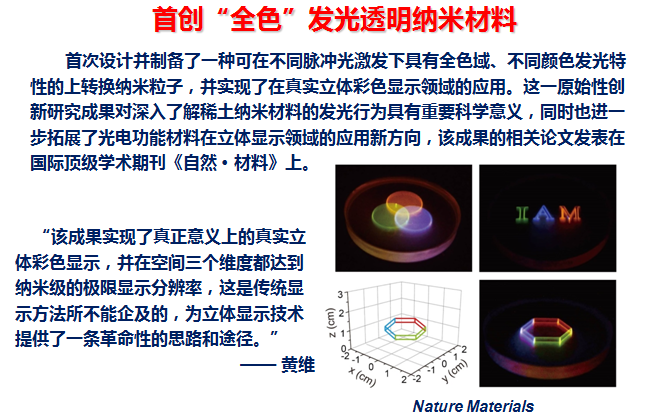 首创“全色”发光透明纳米材料
首次设计并制备了一种可在不同脉冲光激发下具有全色域、不同颜色发光特
性的上转换纳米粒子，并实现了在真实立体彩色显示领域的应用。这一原始性创
新研究成果对深入了解稀土纳米材料的发光行为具有重要科学意义，同时也进一
步拓展了光电功能材料在立体显示领域的应用新方向，该成果的相关论文发表在
国际顶级学术期刊《自然·材料》上。
“该成果实现了真正意义上的真实立
体彩色显示，并在空间三个维度都达到
纳米级的极限显示分辨率，这是传统显
示方法所不能企及的，为立体显示技术
提供了一条革命性的思路和途径。”
—— 黄维
IAM
3
2
1
0
z (cm)
-2
-1
0
1
2
x (cm)
-2
-1
0
1
2
y (cm)
Nature Materials